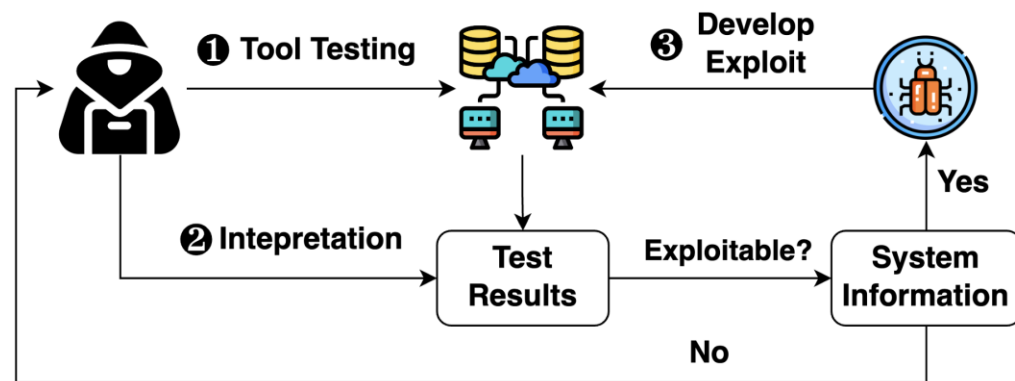 ❶ Tool Testing
❸ Develop
Exploit
Yes
❷ Intepretation
Test
Results
Exploitable?
System
Information
No